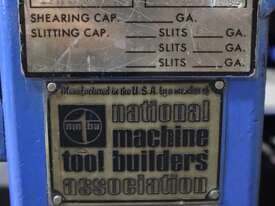 SHEARING CAP. GA.
SLITTING CAP. SLITS GA.
SLITS GA.
SLITS GA.
Manufactured in the U.S.A. by a member of
national
machine
tool builders'
association
nmtba